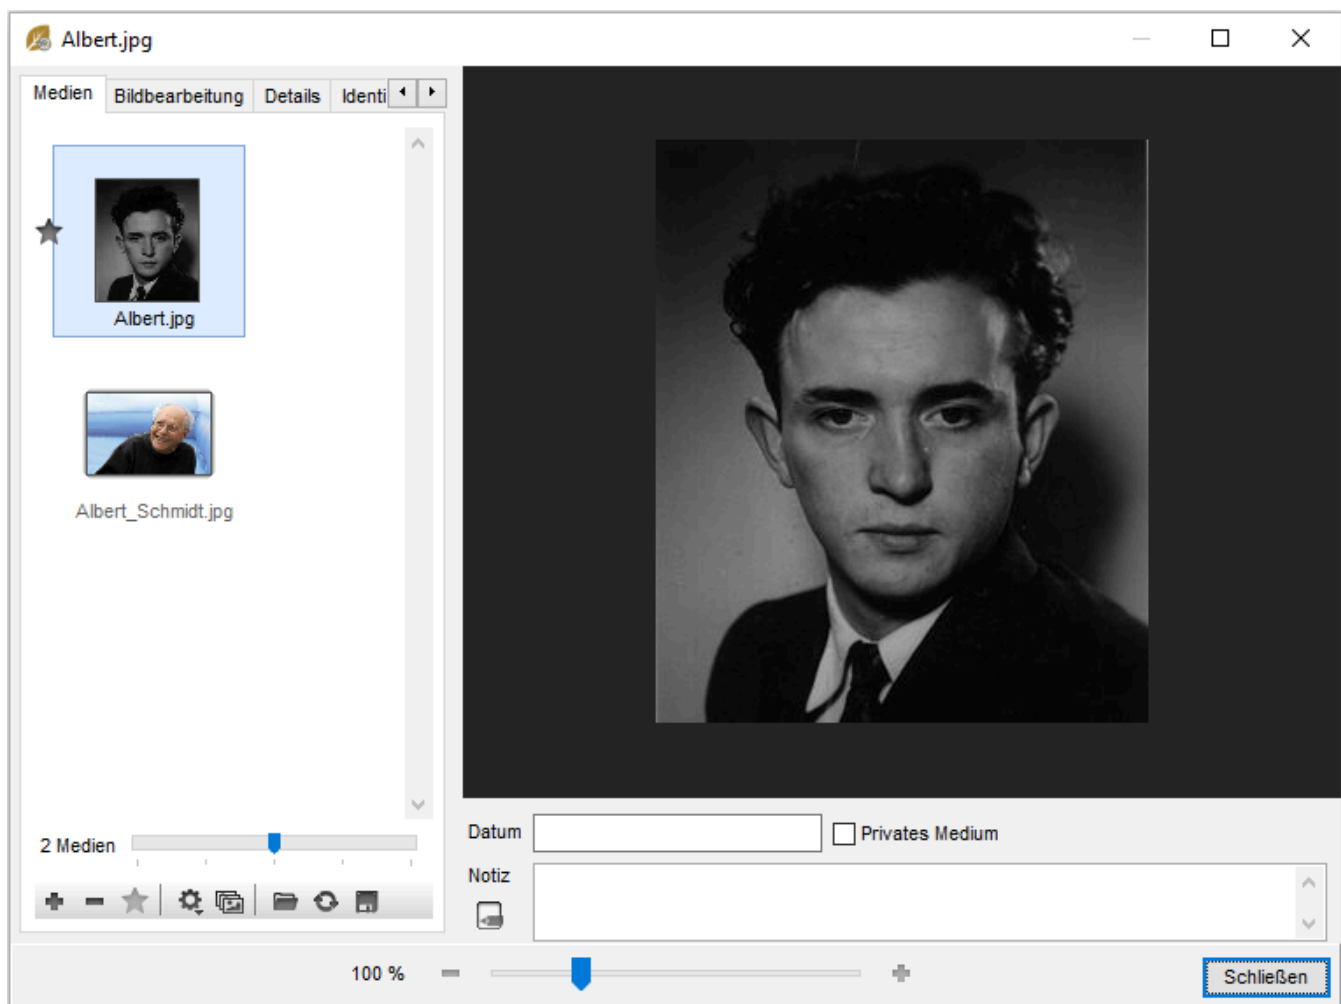 Albert.jpg
Medien Bildbearbeitung Details Identi
Albert.jpg
Albert_Schmidt.jpg
2 Medien
Datum Privates Medium
Notiz
100 %
Schließen